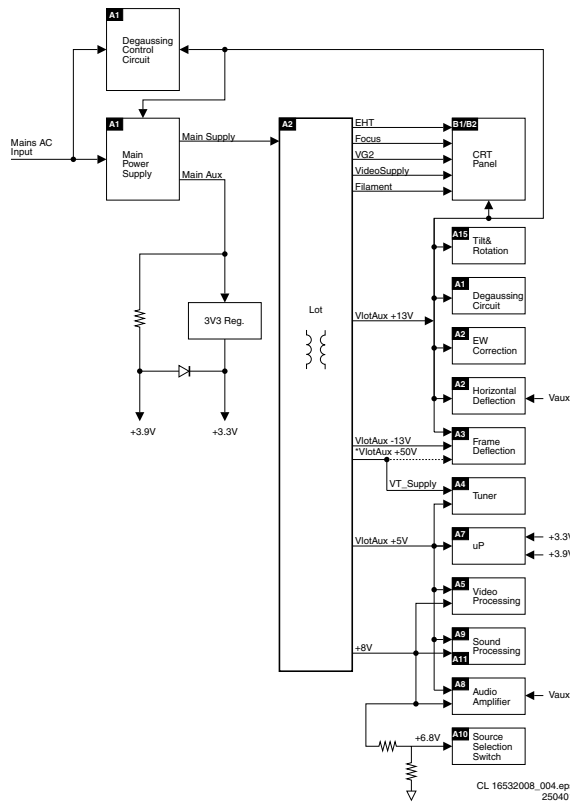 A1
Degaussing
Control
Circuit
Mains AC
Input
A1
Main
Power
Supply
Main Supply
Main Aux
3V3 Reg.
+3.9V
+3.3V
A2
Lot
EHT
Focus
VG2
VideoSupply
Filament
VlotAux +13V
VlotAux -13V
*VlotAux +50V
VT_Supply
VlotAux +5V
+8V
+6.8V
B1/B2
CRT
Panel
A15
Tilt&
Rotation
A1
Degaussing
Circuit
A2
EW
Correction
A2
Horizontal
Deflection
Vaux
A3
Frame
Deflection
A4
Tuner
A7
uP
+3.3V
+3.9V
A5
Video
Processing
A9
Sound
Processing
A11
A8
Audio
Amplifier
Vaux
A10
Source
Selection
Switch
CL 16532008_004.ep
25040